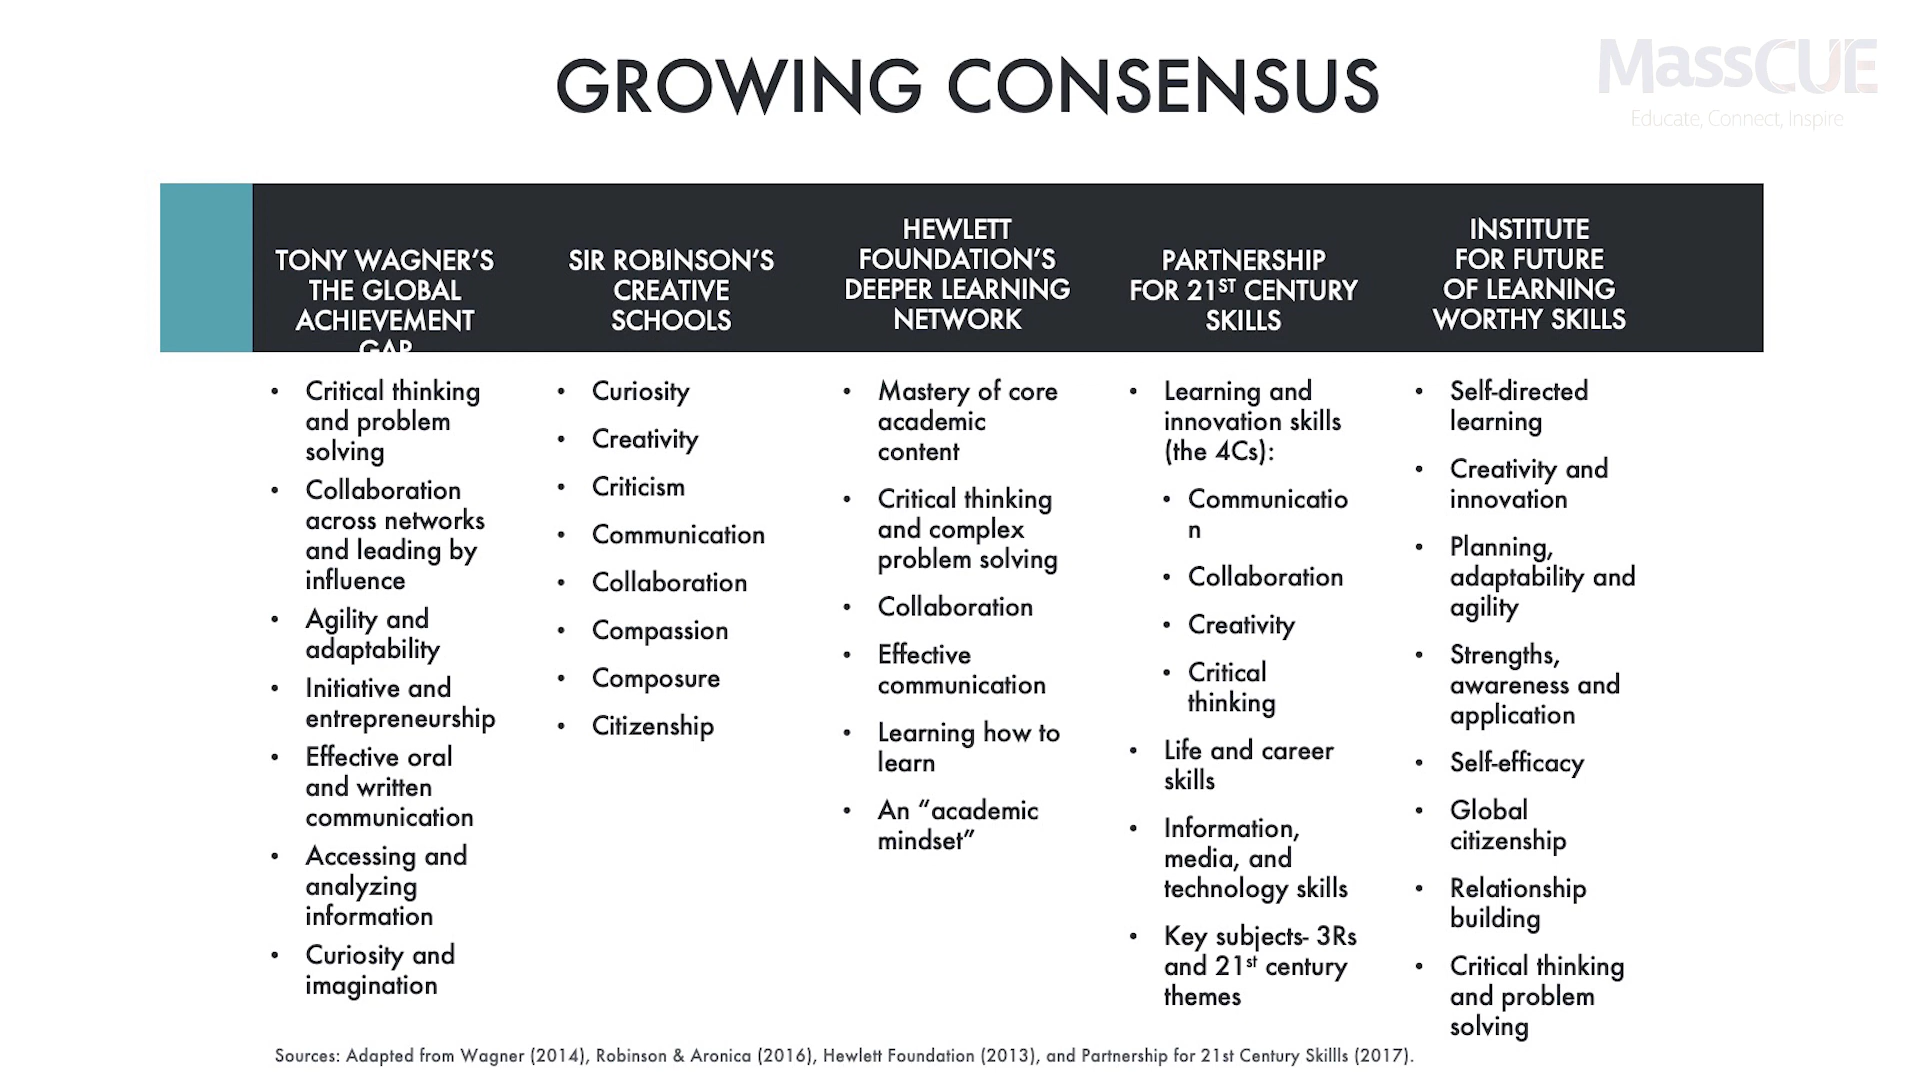 GROWING CONSENSUS
MassCUE
Educate, Connect, Inspire
TONY WAGNER’S
THE GLOBAL
ACHIEVEMENT
GAP
SIR ROBINSON’S
CREATIVE
SCHOOLS
HEWLETT
FOUNDATION’S
DEEPER LEARNING
NETWORK
PARTNERSHIP
FOR 21ST CENTURY
SKILLS
INSTITUTE
FOR FUTURE
OF LEARNING
WORTHY SKILLS
• Critical thinking
and problem
solving
• Collaboration
across networks
and leading by
influence
• Agility and
adaptability
• Initiative and
entrepreneurship
• Effective oral
and written
communication
• Accessing and
analyzing
information
• Curiosity and
imagination
• Curiosity
• Creativity
• Criticism
• Communication
• Collaboration
• Compassion
• Composure
• Citizenship
• Mastery of core
academic
content
• Critical thinking
and complex
problem solving
• Collaboration
• Effective
communication
• Learning how to
learn
• An “academic
mindset”
• Learning and
innovation skills
(the 4Cs):
• Communicatio
n
• Collaboration
• Creativity
• Critical
thinking
• Life and career
skills
• Information,
media, and
technology skills
• Key subjects- 3Rs
and 21st century
themes
• Self-directed
learning
• Creativity and
innovation
• Planning,
adaptability and
agility
• Strengths,
awareness and
application
• Self-efficacy
• Global
citizenship
• Relationship
building
• Critical thinking
and problem
solving
Sources: Adapted from Wagner (2014), Robinson & Aronica (2016), Hewlett Foundation (2013), and Partnership for 21st Century Skillls (2017).